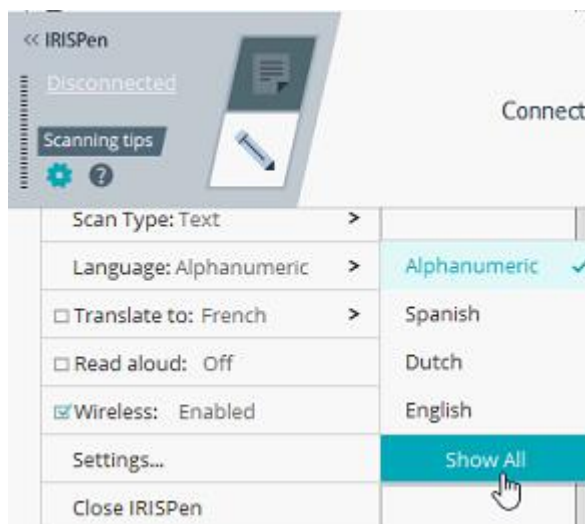 << IRISPen
Disconnected
Connect
Scanning tips
?
Scan Type: Text >
Language: Alphanumeric >
Translate to: French >
Read aloud: Off
Wireless: Enabled
Settings...
Close IRISPen
Alphanumeric
Spanish
Dutch
English
Show All